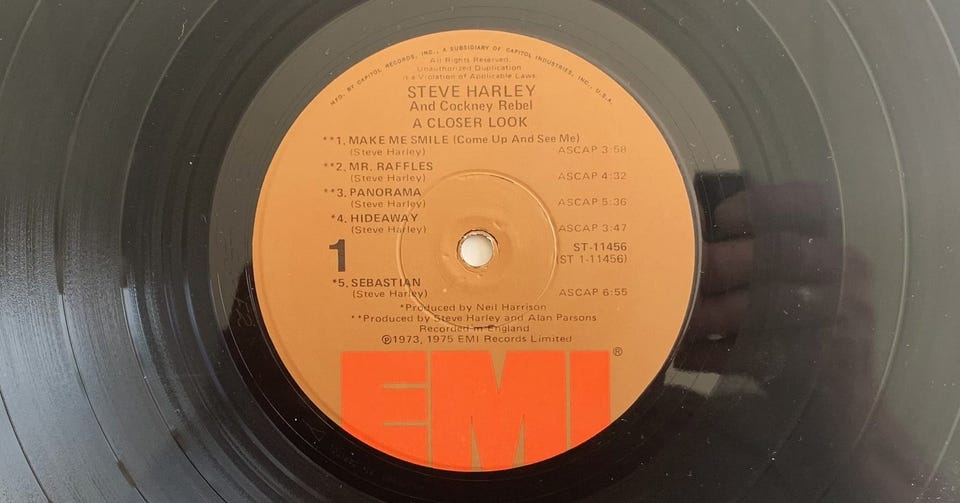 MFD. BY CAPITOL RECORDS, INC., A SUBSIDIARY OF CAPITOL INDUSTRIES, INC., U.S.A.
All Rights Reserved.
Unauthorized Duplication
is a Violation of Applicable Laws.
STEVE HARLEY
And Cockney Rebel
A CLOSER LOOK
**1. MAKE ME SMILE (Come Up And See Me)
(Steve Harley) ASCAP 3:58
**2. MR. RAFFLES
(Steve Harley) ASCAP 4:32
**3. PANORAMA
(Steve Harley) ASCAP 5:36
*4. HIDEAWAY
(Steve Harley) ASCAP 3:47
1 ST-11456
(ST 1-11456)
*5. SEBASTIAN
(Steve Harley) ASCAP 6:55
*Produced by Neil Harrison
**Produced by Steve Harley and Alan Parsons
Recorded in England
Ⓟ1973, 1975 EMI Records Limited
EMI®